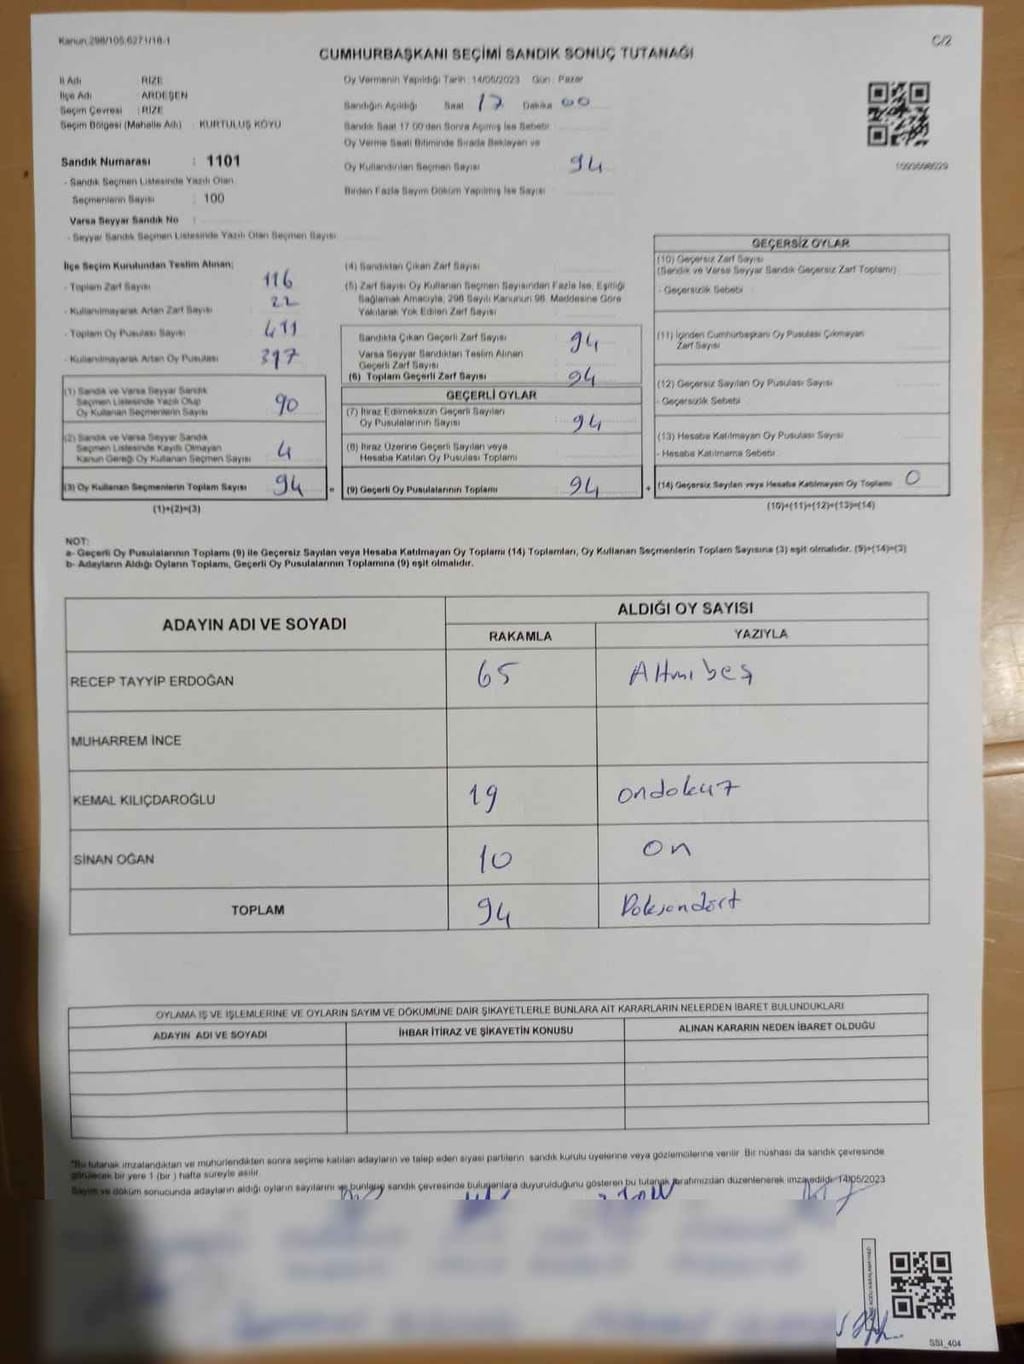 Kanun:298/105,6271/18-1
C/2
CUMHURBAŞKANI SEÇİMİ SANDIK SONUÇ TUTANAĞI
İl Adı : RİZE
İlçe Adı : ARDEŞEN
Seçim Çevresi : RİZE
Seçim Bölgesi (Mahalle Adı) : KURTULUŞ KÖYÜ
Sandık Numarası : 1101
- Sandık Seçmen Listesinde Yazılı Olan
Seçmenlerin Sayısı : 100
Varsa Seyyar Sandık No :
- Seyyar Sandık Seçmen Listesinde Yazılı Olan Seçmen Sayısı
Oy Vermenin Yapıldığı Tarih : 14/05/2023 Gün : Pazar
Sandığın Açıldığı Saat 17 Dakika 00
Sandık Saat 17.00'den Sonra Açılmış İse Sebebi
Oy Verme Saati Bitiminde Sırada Bekleyen ve
Oy Kullandırılan Seçmen Sayısı 94
Birden Fazla Sayım Döküm Yapılmış İse Sayısı
İlçe Seçim Kurulundan Teslim Alınan:
- Toplam Zarf Sayısı 116
- Kullanılmayarak Artan Zarf Sayısı 22
- Toplam Oy Pusulası Sayısı 411
- Kullanılmayarak Artan Oy Pusulası 317
(1) Sandık ve Varsa Seyyar Sandık
Seçmen Listesinde Yazılı Olup
Oy Kullanan Seçmenlerin Sayısı 90
(2) Sandık ve Varsa Seyyar Sandık
Seçmen Listesinde Kayıtlı Olmayan
Kanun Gereği Oy Kullanan Seçmen Sayısı 4
(3) Oy Kullanan Seçmenlerin Toplam Sayısı 94
(1)+(2)=(3)
(4) Sandıktan Çıkan Zarf Sayısı
(5) Zarf Sayısı Oy Kullanan Seçmen Sayısından Fazla İse, Eşitliği
Sağlamak Amacıyla, 298 Sayılı Kanunun 98. Maddesine Göre
Yakılarak Yok Edilen Zarf Sayısı
Sandıkta Çıkan Geçerli Zarf Sayısı 94
Varsa Seyyar Sandıktan Teslim Alınan
Geçerli Zarf Sayısı
(6) Toplam Geçerli Zarf Sayısı 94
GEÇERLİ OYLAR
(7) İtiraz Edilmeksizin Geçerli Sayılan
Oy Pusulalarının Sayısı 94
(8) İtiraz Üzerine Geçerli Sayılan veya
Hesaba Katılan Oy Pusulası Toplamı
= (9) Geçerli Oy Pusulalarının Toplamı 94
GEÇERSİZ OYLAR
(10) Geçersiz Zarf Sayısı
(Sandık ve Varsa Seyyar Sandık Geçersiz Zarf Toplamı)
- Geçersizlik Sebebi
(11) İçinden Cumhurbaşkanı Oy Pusulası Çıkmayan
Zarf Sayısı
(12) Geçersiz Sayılan Oy Pusulası Sayısı
- Geçersizlik Sebebi
(13) Hesaba Katılmayan Oy Pusulası Sayısı
- Hesaba Katılmama Sebebi
+ (14) Geçersiz Sayılan veya Hesaba Katılmayan Oy Toplamı 0
(10)+(11)+(12)+(13)=(14)
NOT:
a- Geçerli Oy Pusulalarının Toplamı (9) ile Geçersiz Sayılan veya Hesaba Katılmayan Oy Toplamı (14) Toplamları, Oy Kullanan Seçmenlerin Toplam Sayısına (3) eşit olmalıdır. (9)+(14)=(3)
b- Adayların Aldığı Oyların Toplamı, Geçerli Oy Pusulalarının Toplamına (9) eşit olmalıdır.
ADAYIN ADI VE SOYADI ALDIĞI OY SAYISI
RAKAMLA YAZIYLA
RECEP TAYYİP ERDOĞAN 65 Altmışbeş
MUHARREM İNCE
KEMAL KILIÇDAROĞLU 19 ondokuz
SİNAN OĞAN 10 on
TOPLAM 94 Doksandört
OYLAMA İŞ VE İŞLEMLERİNE VE OYLARIN SAYIM VE DÖKÜMÜNE DAİR ŞİKAYETLERLE BUNLARA AİT KARARLARIN NELERDEN İBARET BULUNDUKLARI
ADAYIN ADI VE SOYADI İHBAR İTİRAZ VE ŞİKAYETİN KONUSU ALINAN KARARIN NEDEN İBARET OLDUĞU
*Bu tutanak imzalandıktan ve mühürlendikten sonra seçime katılan adayların ve talep eden siyasi partilerin sandık kurulu üyelerine veya gözlemcilerine verilir. Bir nüshası da sandık çevresinde
görülecek bir yere 1 (bir) hafta süreyle asılır.
Sayım ve döküm sonucunda adayların aldığı oyların sayılarını ve bunların sandık çevresinde bulunanlara duyurulduğunu gösteren bu tutanak tarafımızdan düzenlenerek imza edildi. 14/05/2023
SSI_404